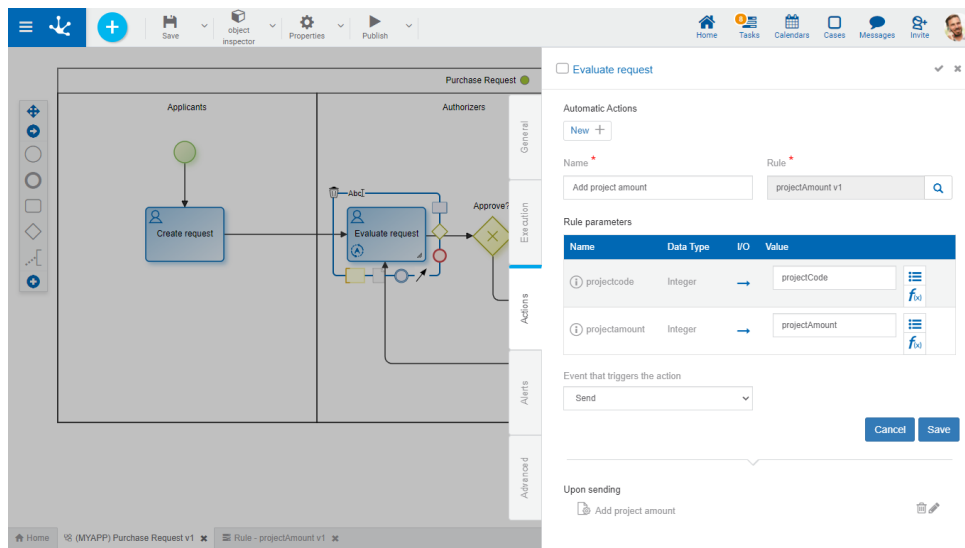 Save
object
inspector
Properties
Publish
Home
Tasks
Calendars
Cases
Messages
Invite
Purchase Request
Applicants
Authorizers
Create request
Abc
Evaluate request
Approve?
General
Execution
Actions
Alerts
Advanced
Evaluate request
Automatic Actions
New +
Name *
Rule *
Add project amount
projectAmount v1
Rule parameters
Name Data Type I/O Value
projectcode Integer → projectCode
f(x)
projectamount Integer → projectAmount
f(x)
Event that triggers the action
Send
Cancel Save
Upon sending
Add project amount
Home (MYAPP) Purchase Request v1 × Rule - projectAmount v1 ×